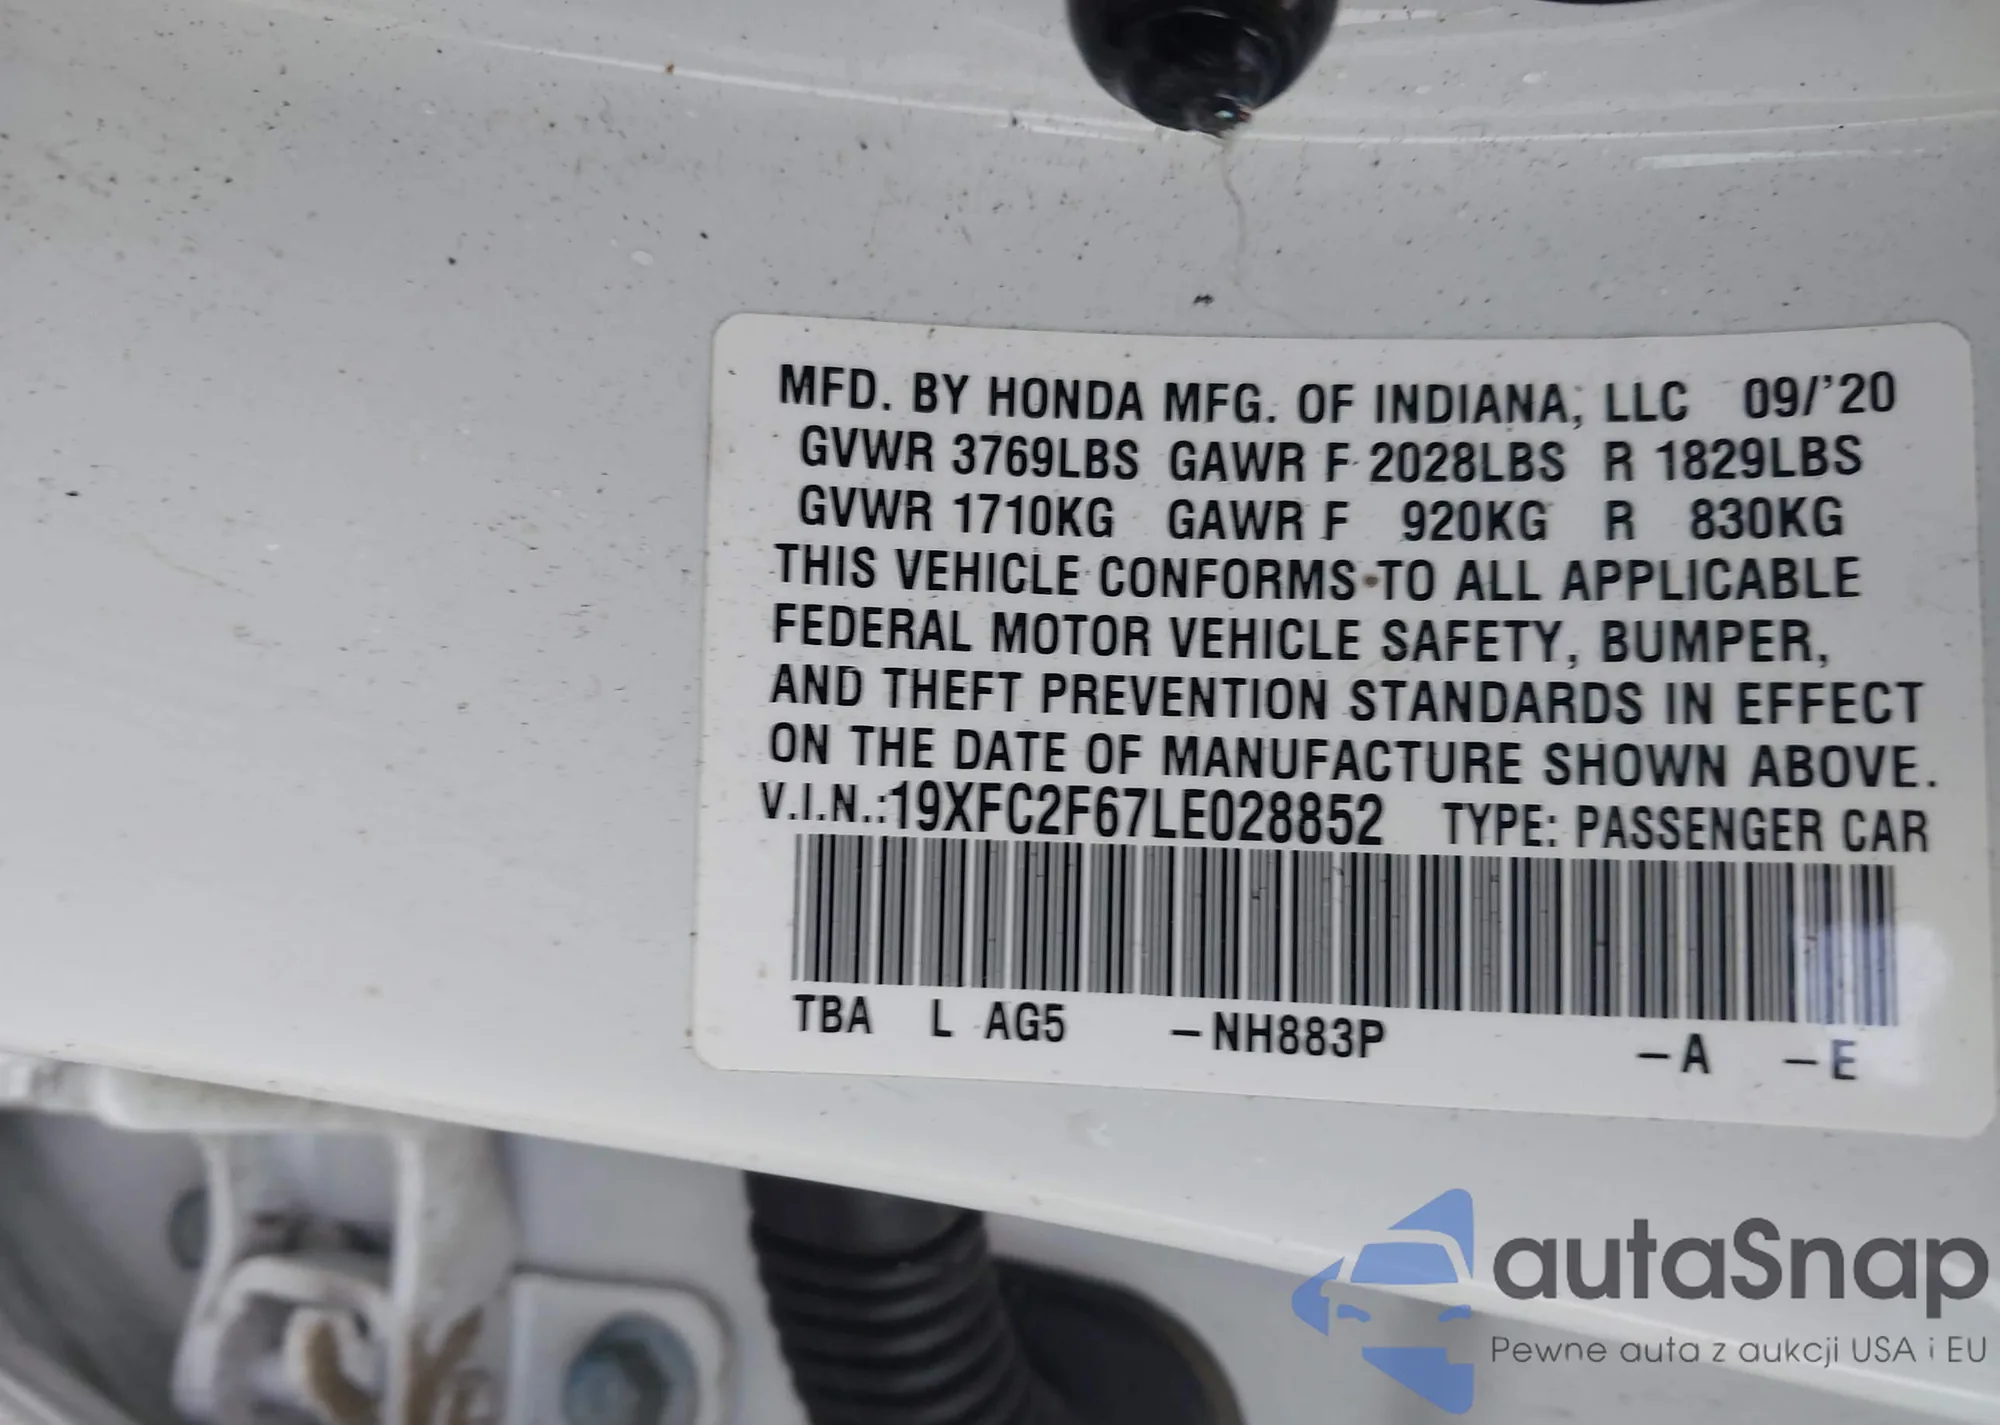 MFD. BY HONDA MFG. OF INDIANA, LLC 09/'20
GVWR 3769LBS GAWR F 2028LBS R 1829LBS
GVWR 1710KG GAWR F 920KG R 830KG
THIS VEHICLE CONFORMS TO ALL APPLICABLE
FEDERAL MOTOR VEHICLE SAFETY, BUMPER,
AND THEFT PREVENTION STANDARDS IN EFFECT
ON THE DATE OF MANUFACTURE SHOWN ABOVE.
V.I.N.:19XFC2F67LE028852 TYPE: PASSENGER CAR
TBA L AG5 -NH883P -A -E
autaSnap
Pewne auta z aukcji USA i EU